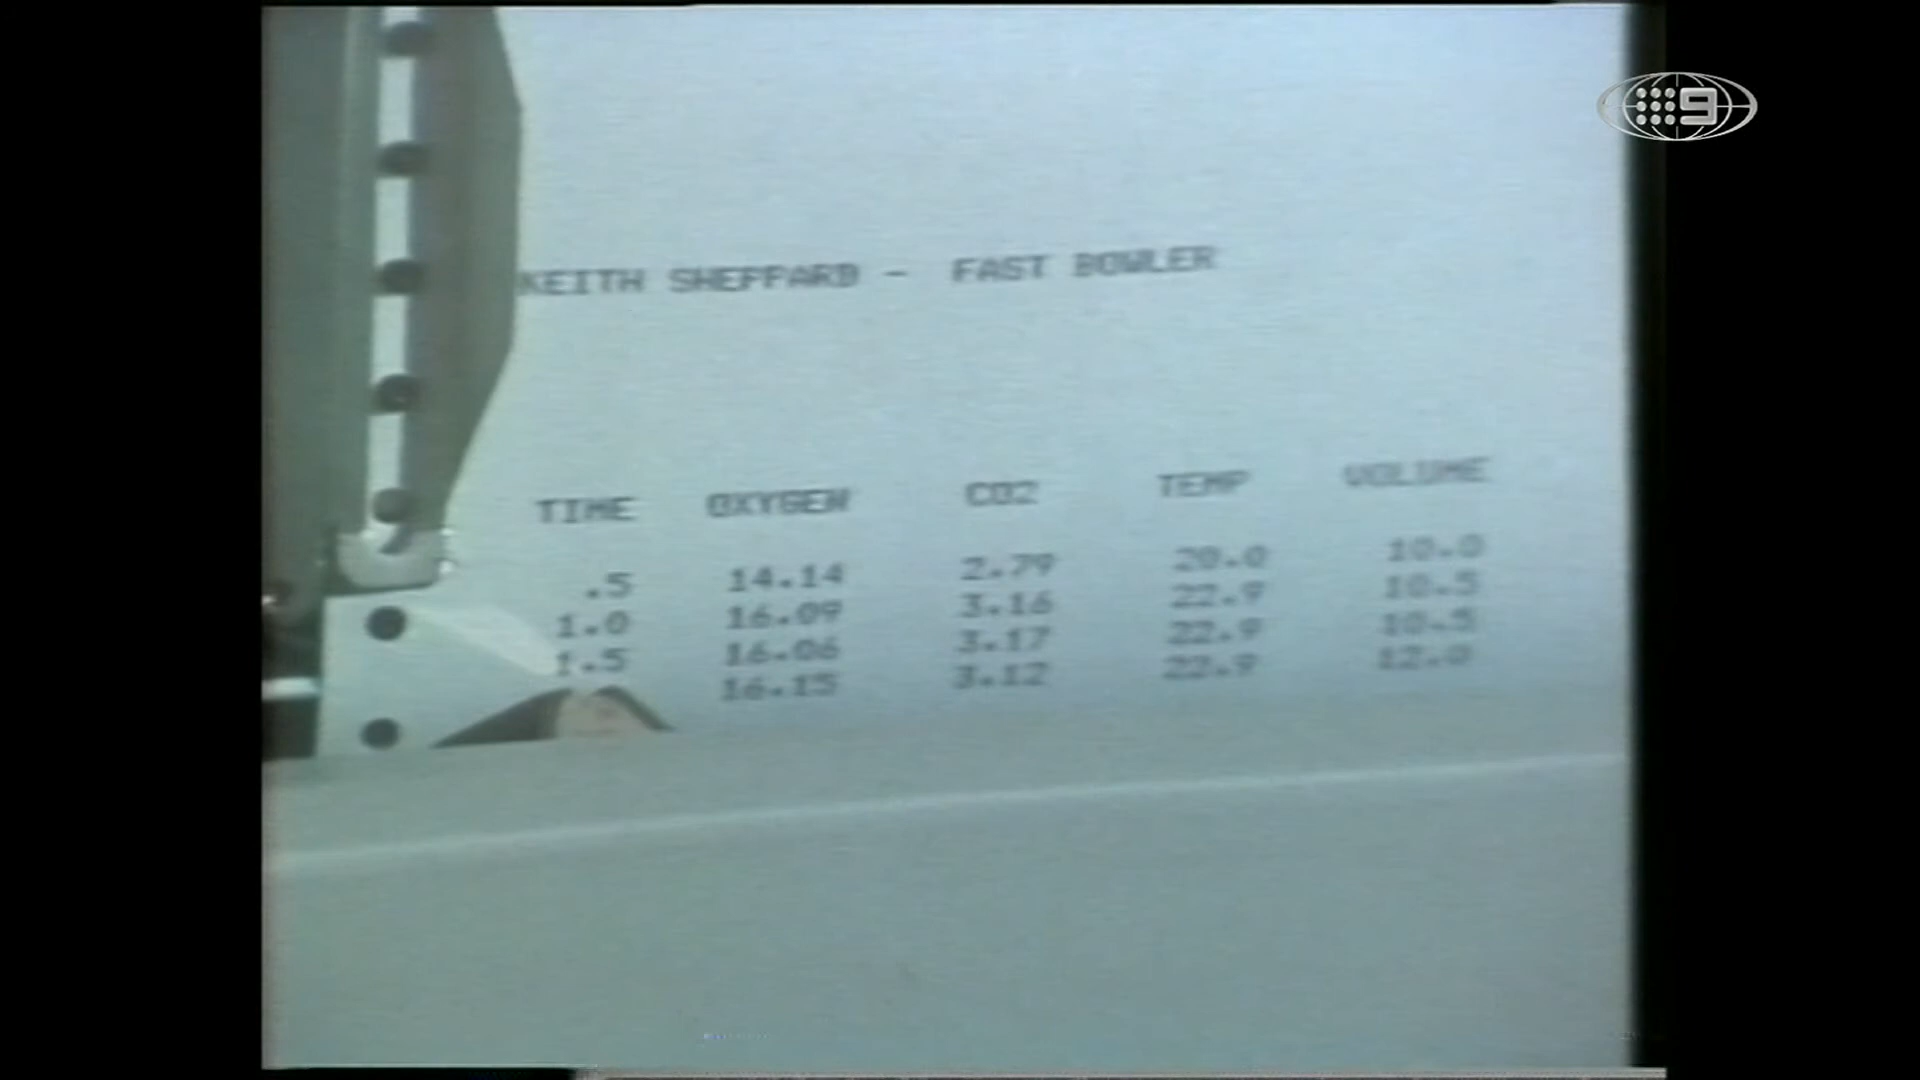 9
KEITH SHEPPARD - FAST BOWLER
TIME OXYGEN CO2 TEMP VOLUME
.5 14.14 2.79 20.0 10.0
1.0 16.09 3.16 22.9 10.5
1.5 16.06 3.17 22.9 10.5
16.15 3.12 22.9 12.0